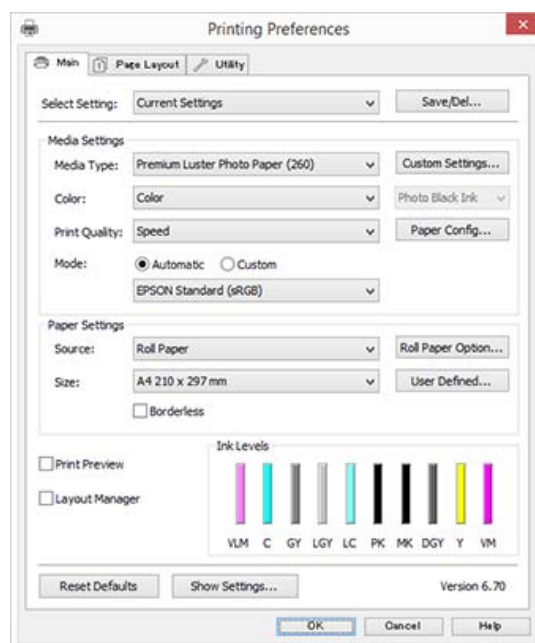 Printing Preferences
Main Page Layout Utility
Select Setting: Current Settings Save/Del...
Media Settings
Media Type: Premium Luster Photo Paper (260) Custom Settings...
Color: Color Photo Black Ink
Print Quality: Speed Paper Config...
Mode: Automatic Custom
EPSON Standard (sRGB)
Paper Settings
Source: Roll Paper Roll Paper Option...
Size: A4 210 x 297 mm User Defined...
Borderless
Ink Levels
Print Preview
Layout Manager
VLM C GY LGY LC PK MK DGY Y VM
Reset Defaults Show Settings... Version 6.70
OK Cancel Help